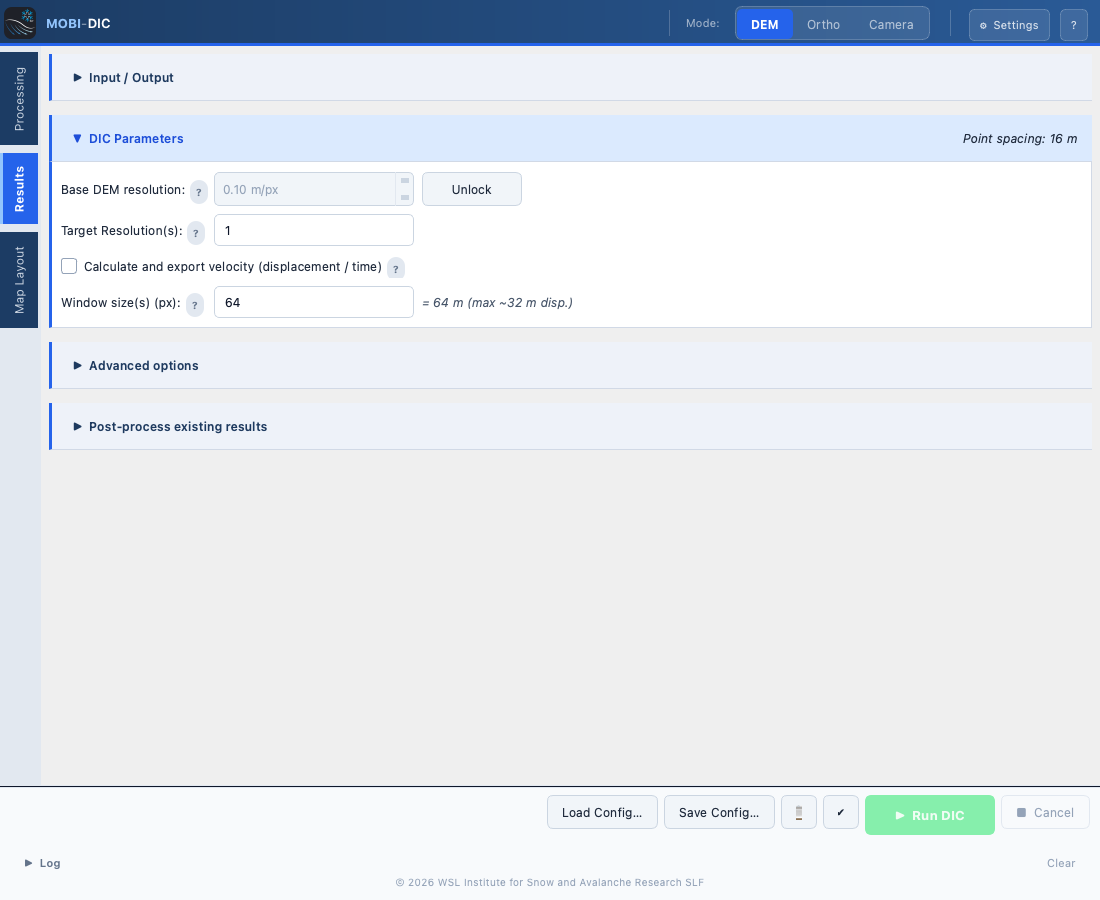 MOBI-DIC
Mode:
DEM
Ortho
Camera
⚙ Settings
?
Processing
Results
Map Layout
▶ Input / Output
▼ DIC Parameters
Point spacing: 16 m
Base DEM resolution: ? 0.10 m/px Unlock
Target Resolution(s): ? 1
Calculate and export velocity (displacement / time) ?
Window size(s) (px): ? 64 = 64 m (max ~32 m disp.)
▶ Advanced options
▶ Post-process existing results
Load Config... Save Config... ✓ ▶ Run DIC ■ Cancel
▶ Log
Clear
© 2026 WSL Institute for Snow and Avalanche Research SLF